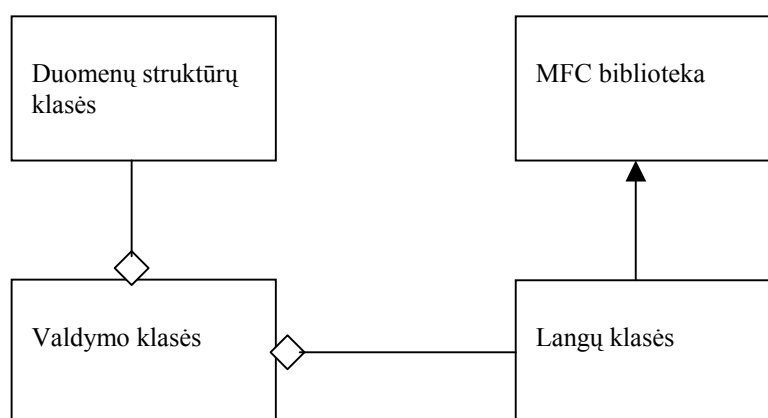 Duomenų struktūrų
klasės
MFC biblioteka
Valdymo klasės
Langų klasės